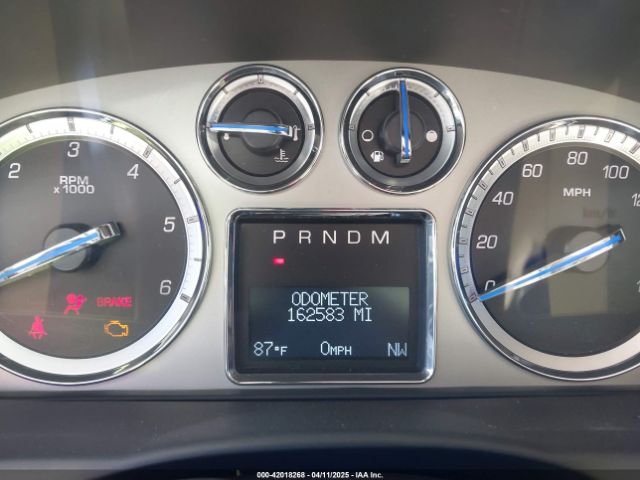 2 3 4 5 6
RPM
x 1000
BRAKE
P R N D M
ODOMETER
162583 MI
87°F 0MPH NW
0 20 40 60 80 100
MPH
000-42018268 - 04/11/2025 - IAA Inc.